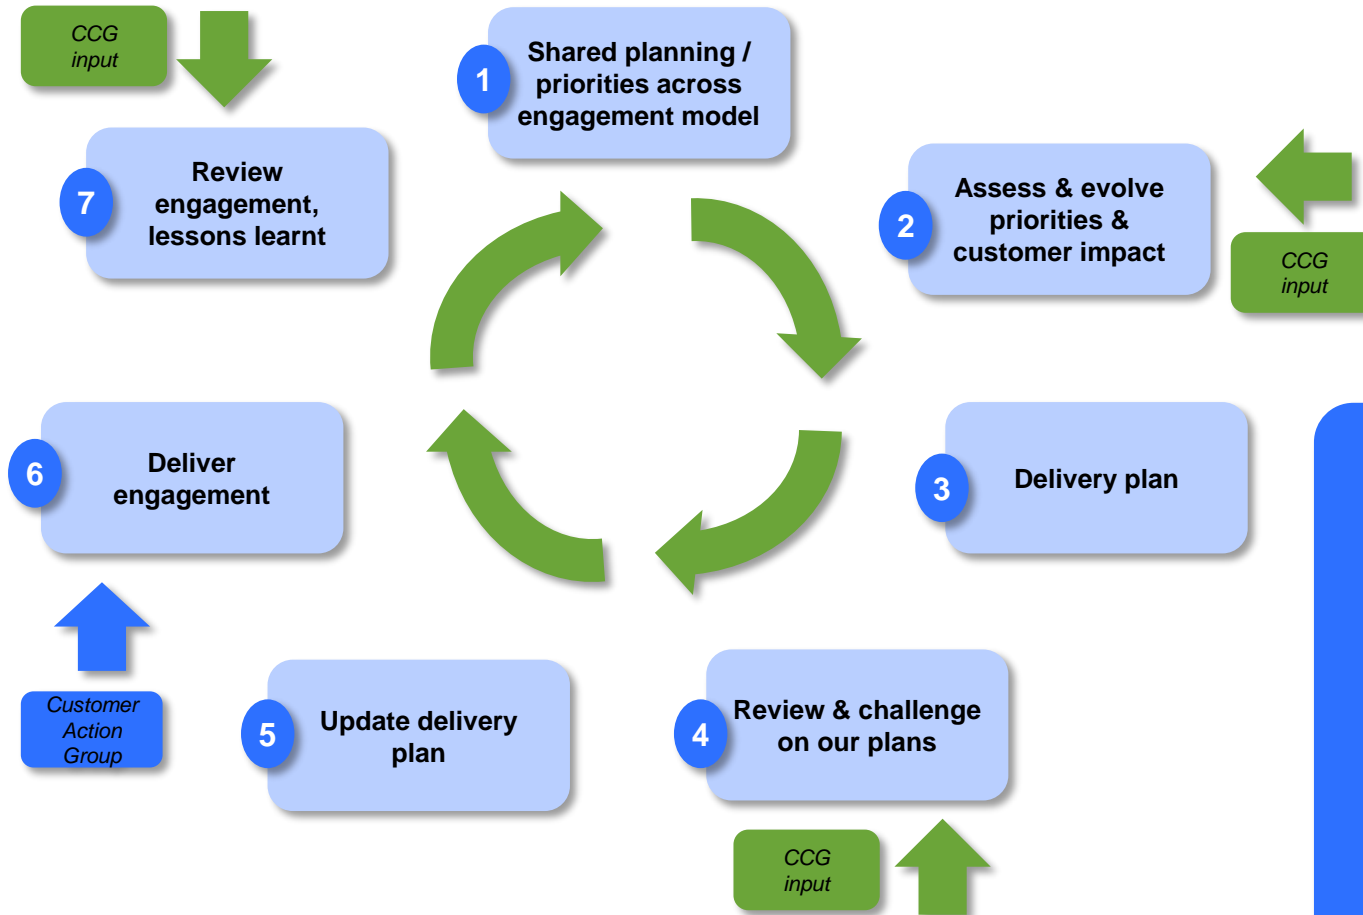 CCG
input
1
Shared planning /
priorities across
engagement model
7
Review
engagement,
lessons learnt
2
Assess & evolve
priorities &
customer impact
CCG
input
6
Deliver
engagement
3
Delivery plan
Customer
Action
Group
5
Update delivery
plan
4
Review & challenge
on our plans
CCG
input